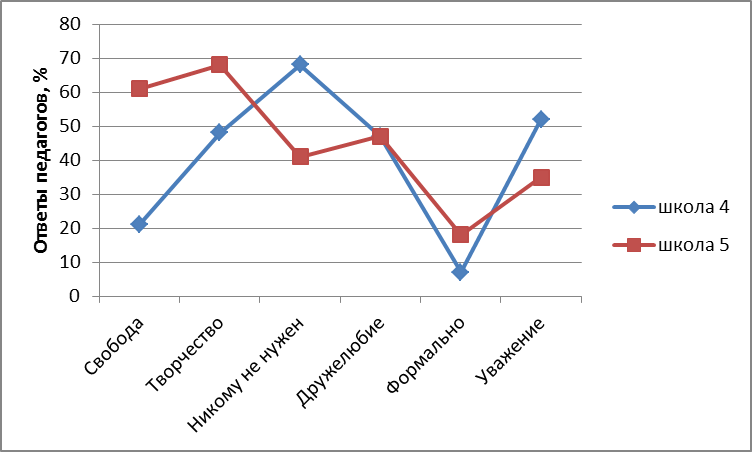 80
70
60
50
40
30
20
10
0
Ответы педагогов, %
Свобода
Творчество
Никому не нужен
Дружелюбие
Формально
Уважение
школа 4
школа 5